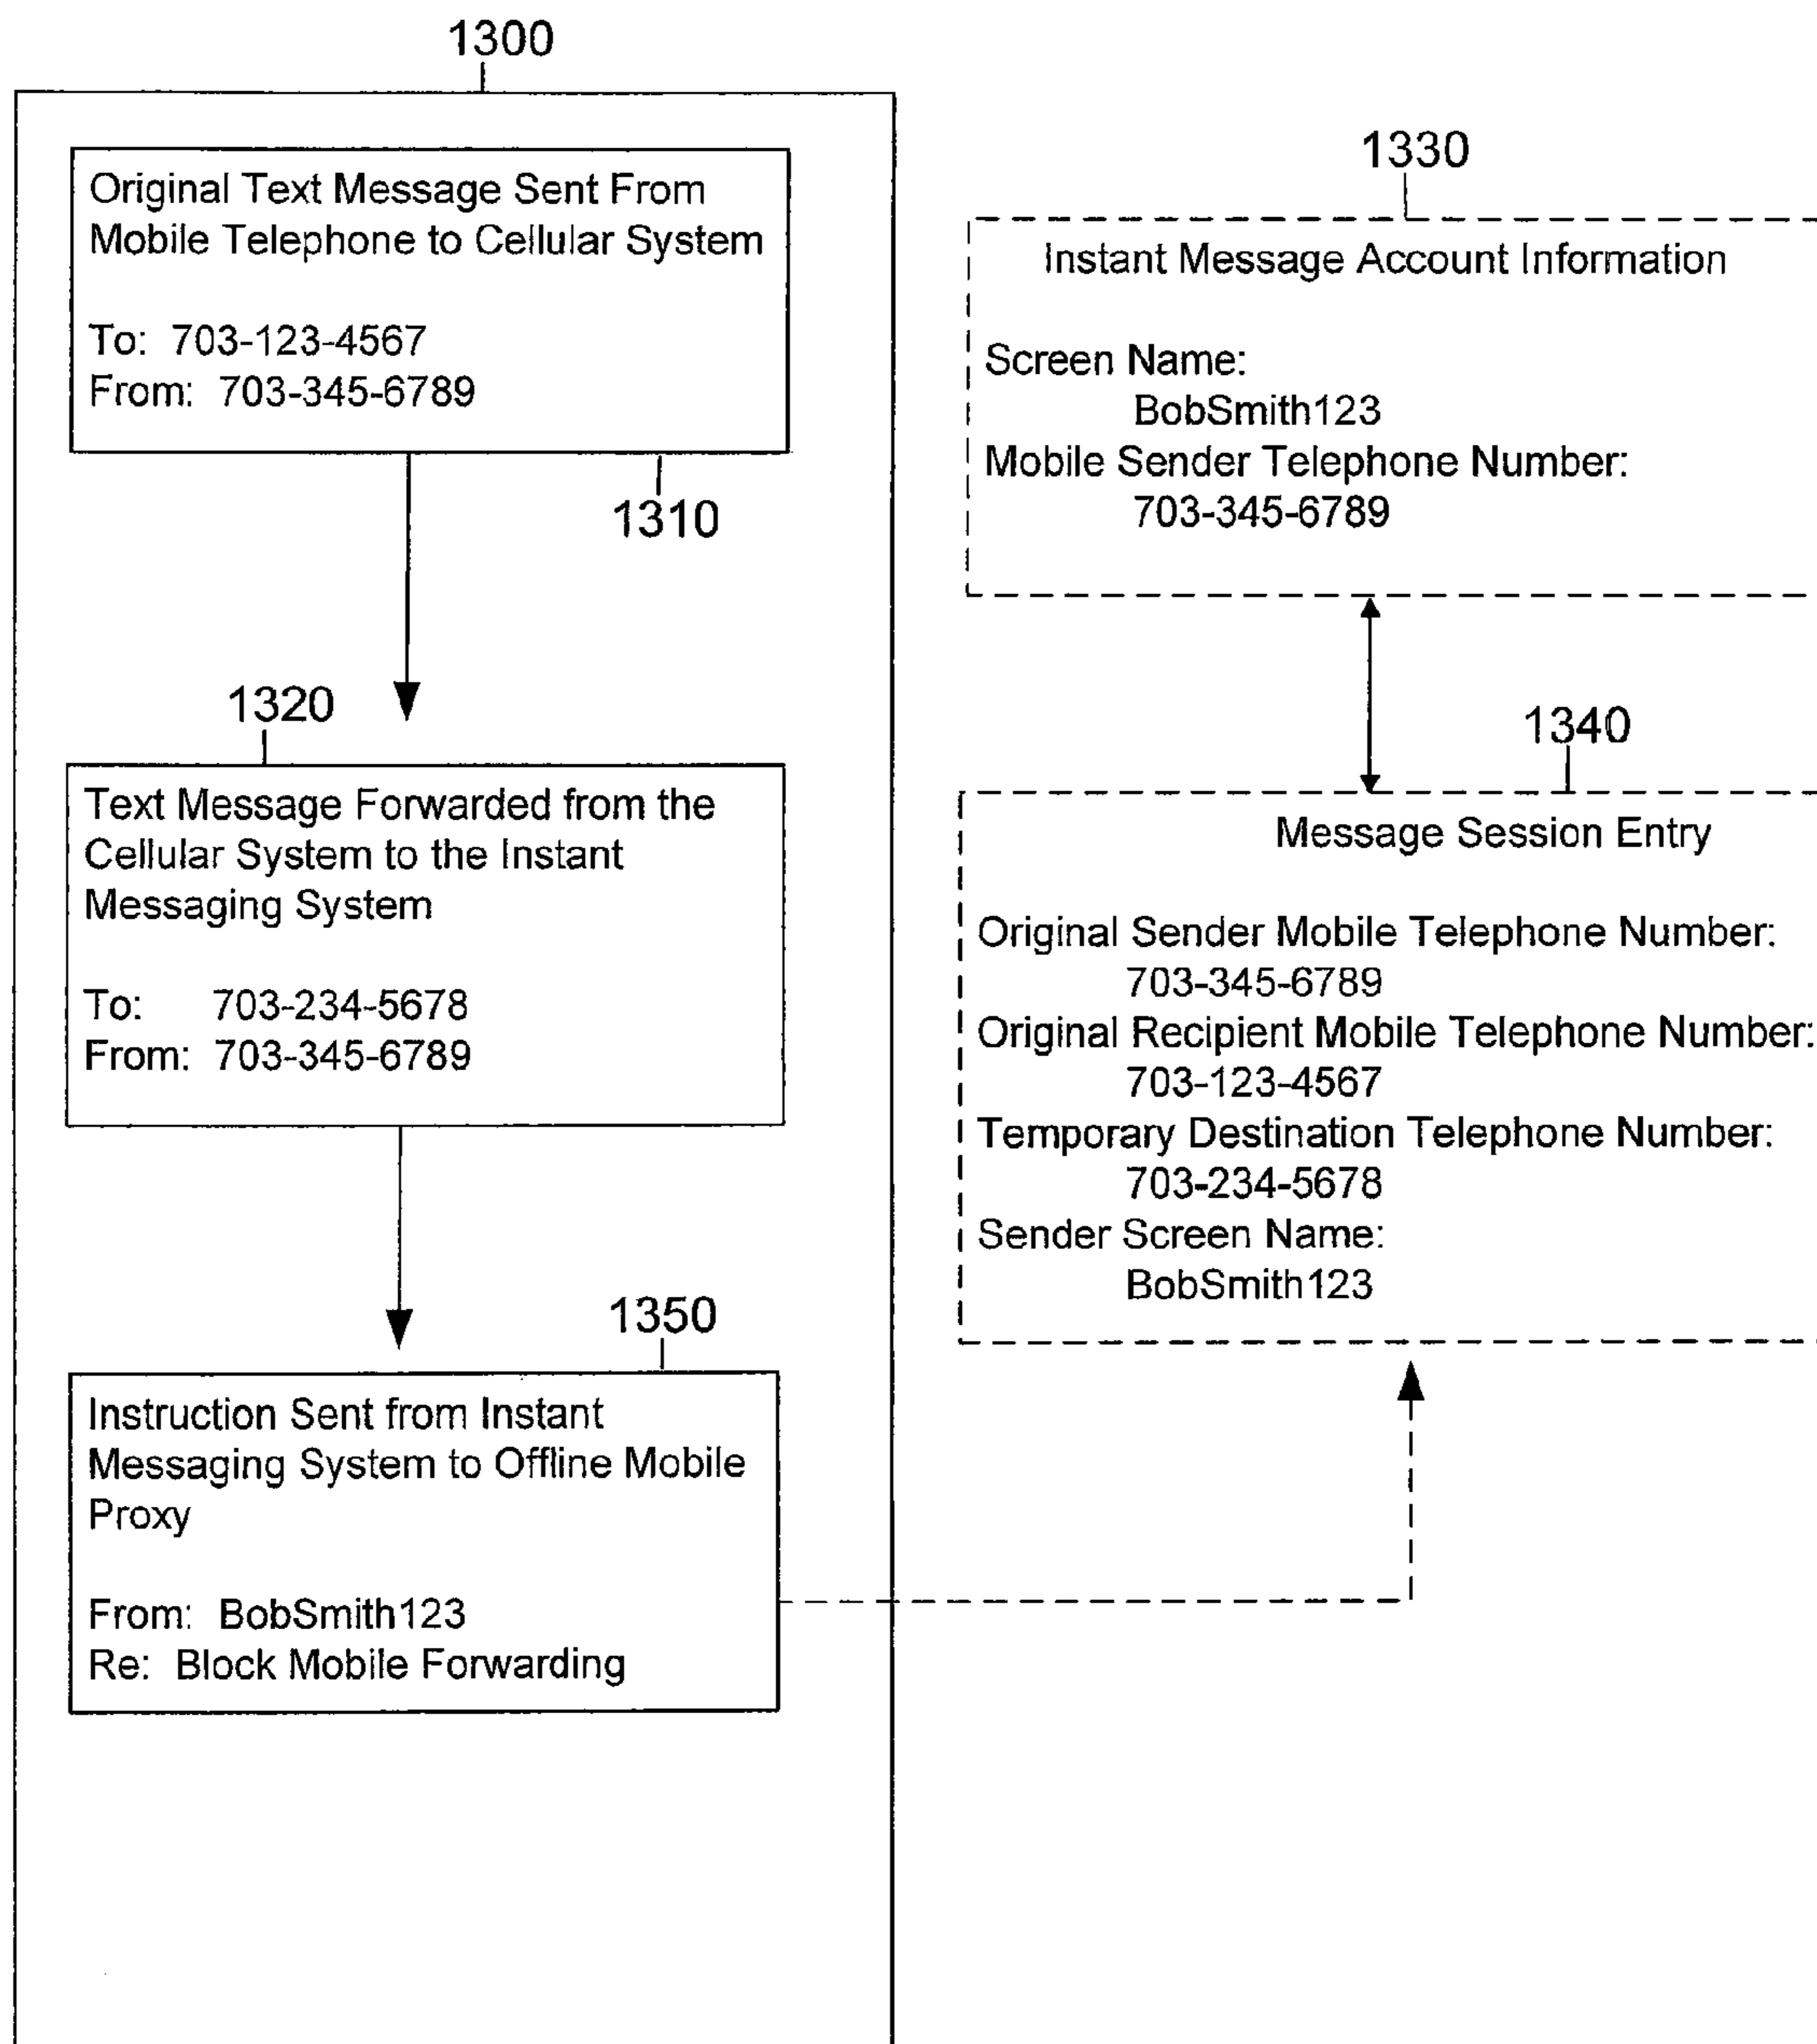 1300
Original Text Message Sent From
Mobile Telephone to Cellular System
To: 703-123-4567
From: 703-345-6789
1310
1320
Text Message Forwarded from the
Cellular System to the Instant
Messaging System
To: 703-234-5678
From: 703-345-6789
1350
Instruction Sent from Instant
Messaging System to Offline Mobile
Proxy
From: BobSmith123
Re: Block Mobile Forwarding
1330
Instant Message Account Information
Screen Name:
BobSmith123
Mobile Sender Telephone Number:
703-345-6789
1340
Message Session Entry
Original Sender Mobile Telephone Number:
703-345-6789
Original Recipient Mobile Telephone Number:
703-123-4567
Temporary Destination Telephone Number:
703-234-5678
Sender Screen Name:
BobSmith123